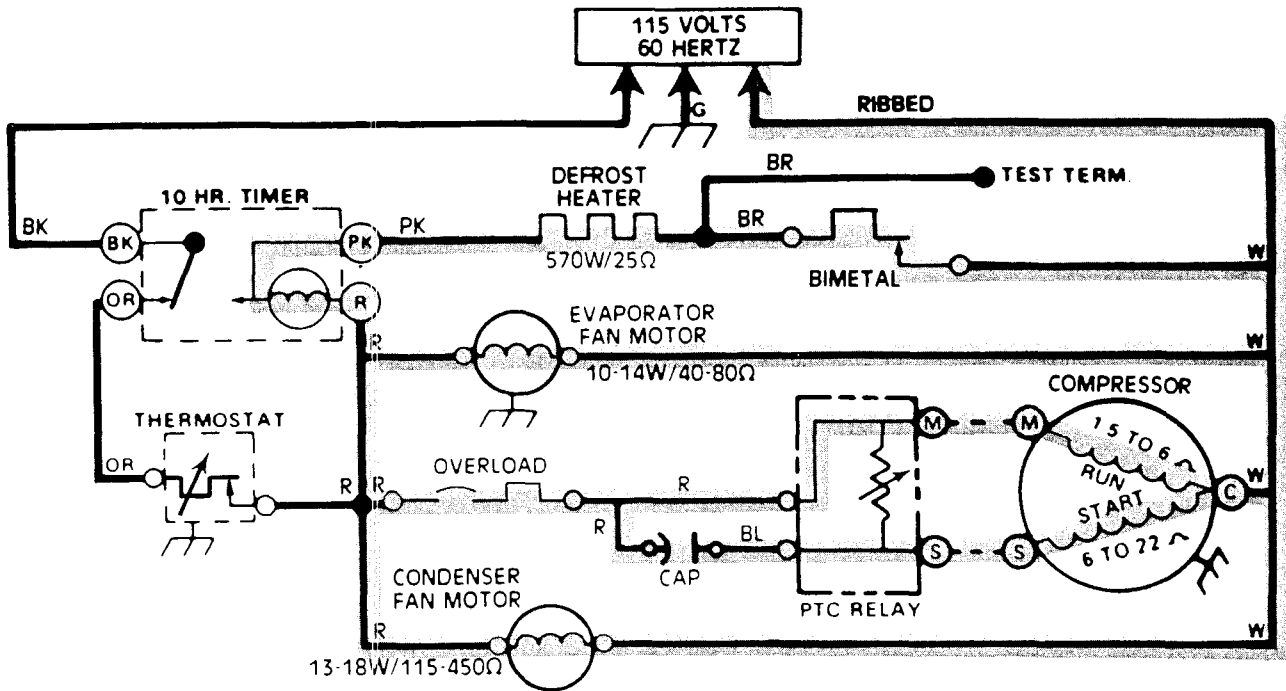 115 VOLTS
60 HERTZ
G
RIBBED
BR
TEST TERM.
DEFROST
HEATER
10 HR. TIMER
BK
BK
PK
PK
BR
570W/25Ω
BIMETAL
W
OR
R
EVAPORATOR
FAN MOTOR
R
W
10-14W/40-80Ω
COMPRESSOR
THERMOSTAT
M
M
1 5 TO 6
OR
OVERLOAD
RUN
R
R
R
C
W
START
R
BL
S
S
6 TO 22
CAP
CONDENSER
FAN MOTOR
PTC RELAY
R
W
13-18W/115-450Ω